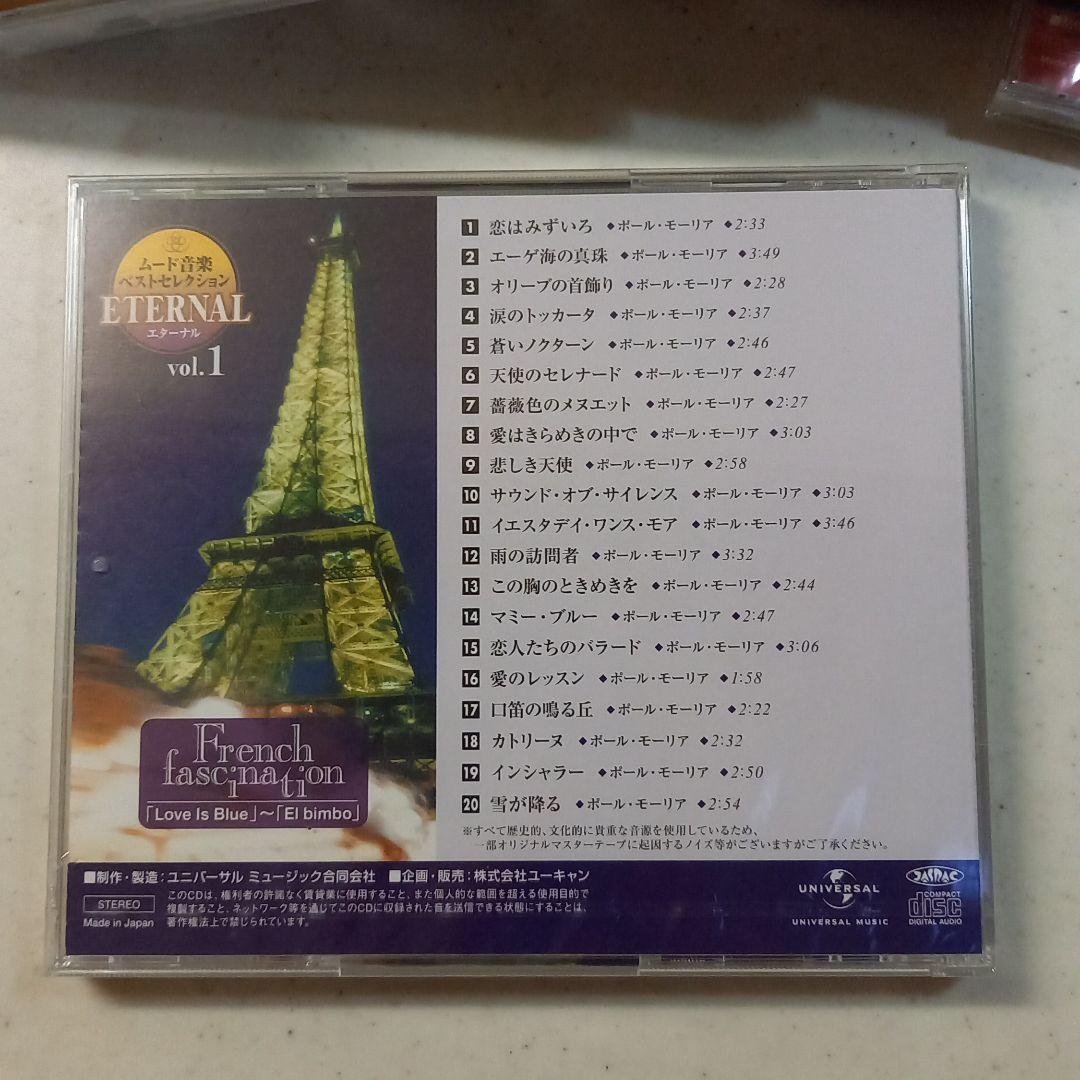 ムード音楽
ベストセレクション
ETERNAL
エターナル
vol.1
French
fascination
「Love Is Blue」～「El bimbo」
1 恋はみずいろ ◆ポール・モーリア ◆2:33
2 エーゲ海の真珠 ◆ポール・モーリア ◆3:49
3 オリーブの首飾り ◆ポール・モーリア ◆2:28
4 涙のトッカータ ◆ポール・モーリア ◆2:37
5 蒼いノクターン ◆ポール・モーリア ◆2:46
6 天使のセレナード ◆ポール・モーリア ◆2:47
7 薔薇色のメヌエット ◆ポール・モーリア ◆2:27
8 愛はきらめきの中で ◆ポール・モーリア ◆3:03
9 悲しき天使 ◆ポール・モーリア ◆2:58
10 サウンド・オブ・サイレンス ◆ポール・モーリア ◆3:03
11 イエスタデイ・ワンス・モア ◆ポール・モーリア ◆3:46
12 雨の訪問者 ◆ポール・モーリア ◆3:32
13 この胸のときめきを ◆ポール・モーリア ◆2:44
14 マミー・ブルー ◆ポール・モーリア ◆2:47
15 恋人たちのバラード ◆ポール・モーリア ◆3:06
16 愛のレッスン ◆ポール・モーリア ◆1:58
17 口笛の鳴る丘 ◆ポール・モーリア ◆2:22
18 カトリーヌ ◆ポール・モーリア ◆2:32
19 インシャラー ◆ポール・モーリア ◆2:50
20 雪が降る ◆ポール・モーリア ◆2:54
※すべて歴史的、文化的に貴重な音源を使用しているため、
一部オリジナルマスターテープに起因するノイズ等がございますがご了承ください。
■制作・製造：ユニバーサル ミュージック合同会社 ■企画・販売：株式会社ユーキャン
STEREO
Made in Japan
このCDは、権利者の許諾なく賃貸業に使用すること、また個人的な範囲を超える使用目的で
複製すること、ネットワーク等を通じてこのCDに収録された音を送信できる状態にすることは、
著作権法上で禁じられています。
UNIVERSAL
UNIVERSAL MUSIC
JASRAC
COMPACT
disc
DIGITAL AUDIO